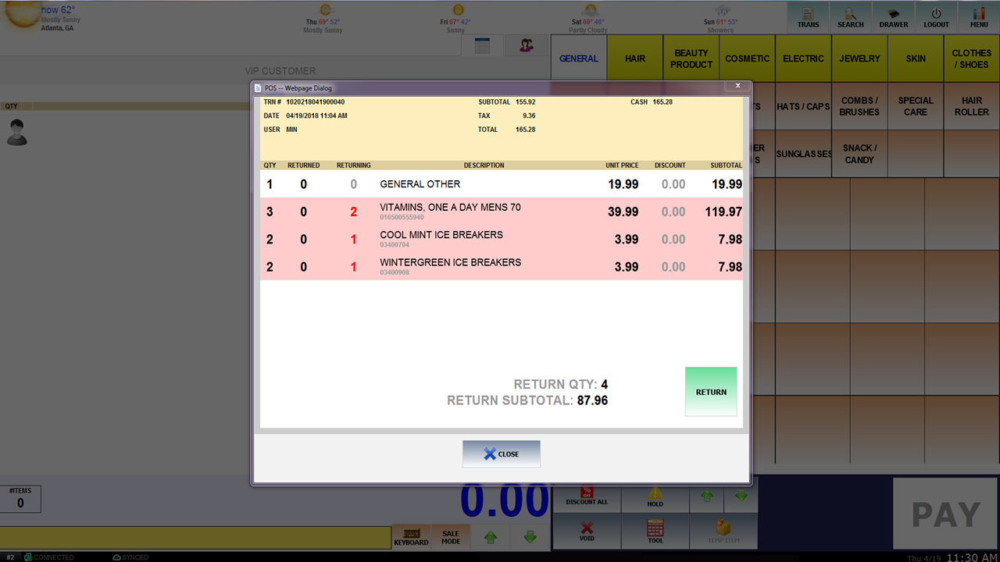 now 62°
Mostly Sunny
Atlanta, GA
Thu 69° 52°
Mostly Sunny
Fri 67° 42°
Sunny
Sat 69° 46°
Partly Cloudy
Sun 61° 53°
Showers
TRANS
SEARCH
DRAWER
LOGOUT
MENU
VIP CUSTOMER
GENERAL
HAIR
BEAUTY PRODUCT
COSMETIC
ELECTRIC
JEWELRY
SKIN
CLOTHES / SHOES
QTY
HATS / CAPS
COMBS / BRUSHES
SPECIAL CARE
HAIR ROLLER
SUNGLASSES
SNACK / CANDY
POS -- Webpage Dialog
x
TRN # 1020218041900040 SUBTOTAL 155.92 CASH 165.28
DATE 04/19/2018 11:04 AM TAX 9.36
USER MIN TOTAL 165.28
QTY RETURNED RETURNING DESCRIPTION UNIT PRICE DISCOUNT SUBTOTAL
1 0 0 GENERAL OTHER 19.99 0.00 19.99
3 0 2 VITAMINS, ONE A DAY MENS 70 39.99 0.00 119.97
016500555940
2 0 1 COOL MINT ICE BREAKERS 3.99 0.00 7.98
03400704
2 0 1 WINTERGREEN ICE BREAKERS 3.99 0.00 7.98
03400908
RETURN QTY: 4
RETURN SUBTOTAL: 87.96
RETURN
CLOSE
#ITEMS
0
0.00
KEYBOARD
SALE MODE
% OFF
DISCOUNT ALL
HOLD
VOID
TOOL
TEMP ITEM
PAY
#2 CONNECTED SYNCED
Thu 4/19 11:30 AM